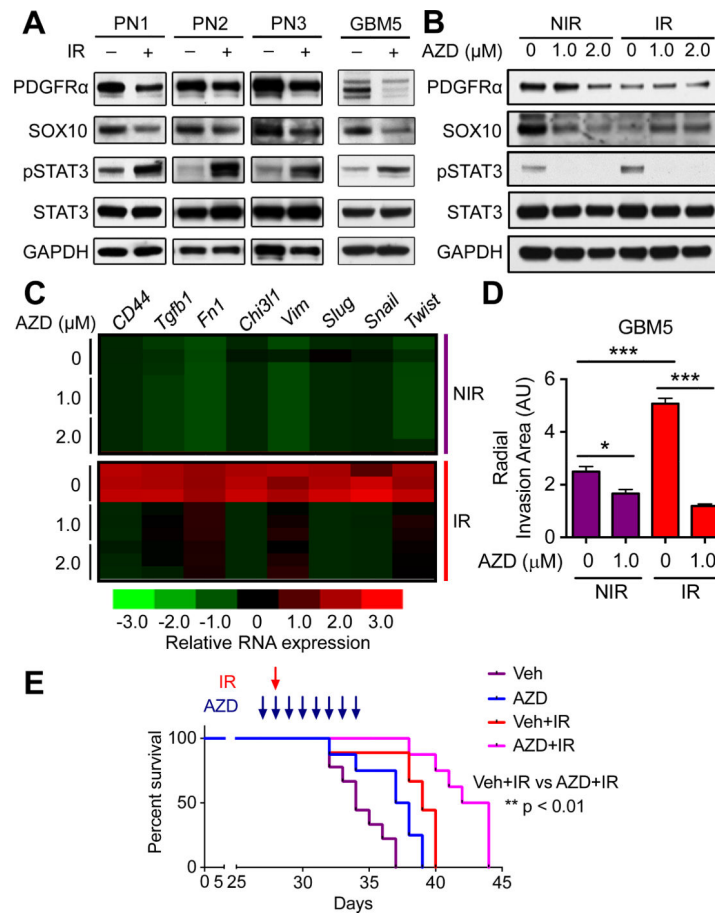 A
PN1 PN2 PN3 GBM5
IR – + – + – + – +
PDGFRα
SOX10
pSTAT3
STAT3
GAPDH
B
NIR IR
AZD (μM) 0 1.0 2.0 0 1.0 2.0
PDGFRα
SOX10
pSTAT3
STAT3
GAPDH
C
AZD (μM) CD44 Tgfb1 Fn1 Chi3l1 Vim Slug Snail Twist
0
1.0
2.0
NIR
0
1.0
2.0
IR
-3.0 -2.0 -1.0 0 1.0 2.0 3.0
Relative RNA expression
D
GBM5
***
***
*
Radial
Invasion Area (AU)
6
4
2
0
AZD (μM) 0 1.0 0 1.0
NIR IR
E
IR
AZD
Veh
AZD
Veh+IR
AZD+IR
Veh+IR vs AZD+IR
** p < 0.01
Percent survival
100
50
0
0 5 25 30 35 40 45
Days